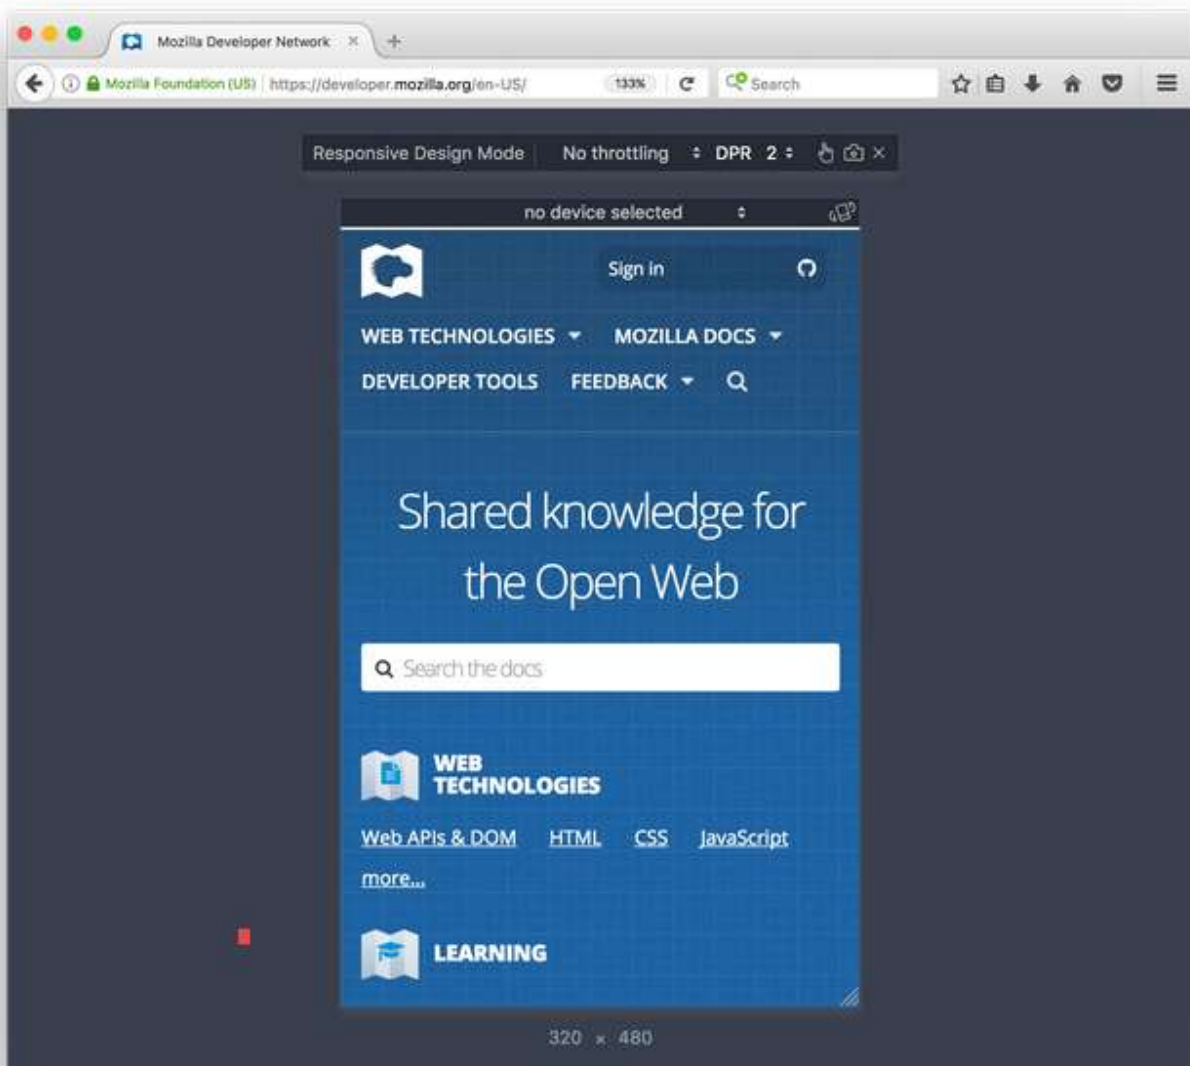 Mozilla Developer Network
Mozilla Foundation (US) https://developer.mozilla.org/en-US/ 133% Search
Responsive Design Mode No throttling DPR 2
no device selected
Sign in
WEB TECHNOLOGIES MOZILLA DOCS
DEVELOPER TOOLS FEEDBACK
Shared knowledge for
the Open Web
Search the docs
WEB
TECHNOLOGIES
Web APIs & DOM HTML CSS JavaScript
more...
LEARNING
320 × 480